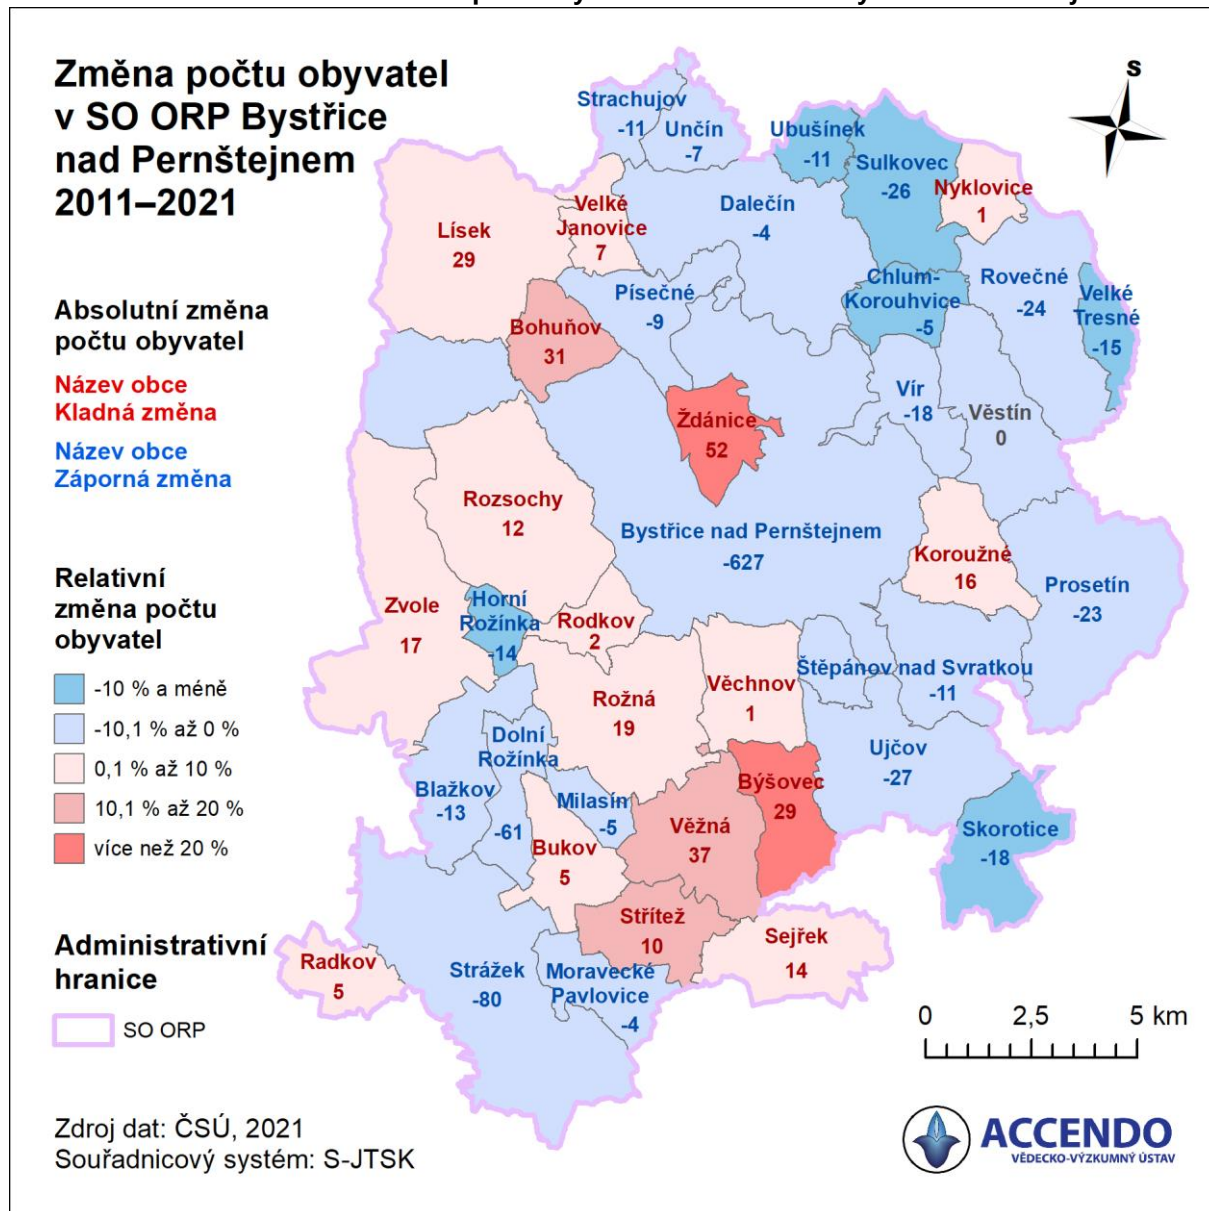 Změna počtu obyvatel
v SO ORP Bystřice
nad Pernštejnem
2011–2021
S
Absolutní změna
počtu obyvatel
Název obce
Kladná změna
Název obce
Záporná změna
Relativní
změna počtu
obyvatel
-10 % a méně
-10,1 % až 0 %
0,1 % až 10 %
10,1 % až 20 %
více než 20 %
Administrativní
hranice
SO ORP
Strachujov
-11
Unčín
-7
Ubušínek
-11
Sulkovec
-26
Nyklovice
1
Lísek
29
Velké
Janovice
7
Dalečín
-4
Písečné
-9
Chlum-
Korouhvice
-5
Rovečné
-24
Velké
Tresné
-15
Bohuňov
31
Vír
-18
Věstín
0
Ždánice
52
Rozsochy
12
Bystřice nad Pernštejnem
-627
Koroužné
16
Prosetín
-23
Zvole
17
Horní
Rožínka
-14
Rodkov
2
Štěpánov nad Svratkou
-11
Rožná
19
Věchnov
1
Dolní
Rožínka
-61
Blažkov
-13
Milasín
-5
Věžná
37
Býšovec
29
Ujčov
-27
Skorotice
-18
Bukov
5
Střítež
10
Sejřek
14
Radkov
5
Strážek
-80
Moravecké
Pavlovice
-4
0 2,5 5 km
Zdroj dat: ČSÚ, 2021
Souřadnicový systém: S-JTSK
ACCENDO
VĚDECKO-VÝZKUMNÝ ÚSTAV